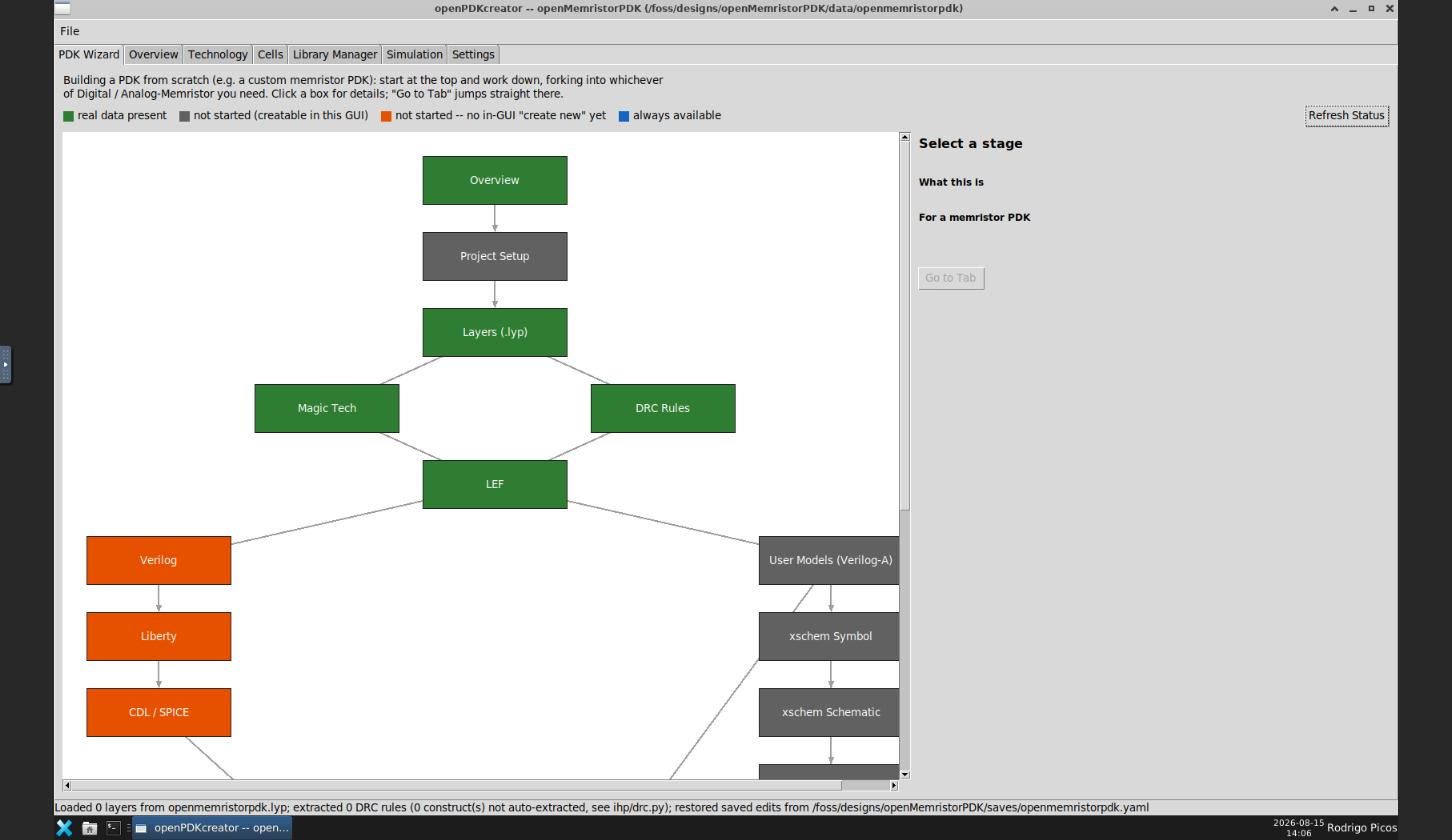 openPDKcreator -- openMemristorPDK (/foss/designs/openMemristorPDK/data/openmemristorpdk)
File
PDK Wizard Overview Technology Cells Library Manager Simulation Settings
Building a PDK from scratch (e.g. a custom memristor PDK): start at the top and work down, forking into whichever
of Digital / Analog-Memristor you need. Click a box for details; "Go to Tab" jumps straight there.
real data present not started (creatable in this GUI) not started -- no in-GUI "create new" yet always available
Refresh Status
Overview
Project Setup
Layers (.lyp)
Magic Tech DRC Rules
LEF
Verilog User Models (Verilog-A)
Liberty xschem Symbol
CDL / SPICE xschem Schematic
Select a stage
What this is
For a memristor PDK
Go to Tab
Loaded 0 layers from openmemristorpdk.lyp; extracted 0 DRC rules (0 construct(s) not auto-extracted, see ihp/drc.py); restored saved edits from /foss/designs/openMemristorPDK/saves/openmemristorpdk.yaml
openPDKcreator -- open...
2026-08-15
14:06
Rodrigo Picos